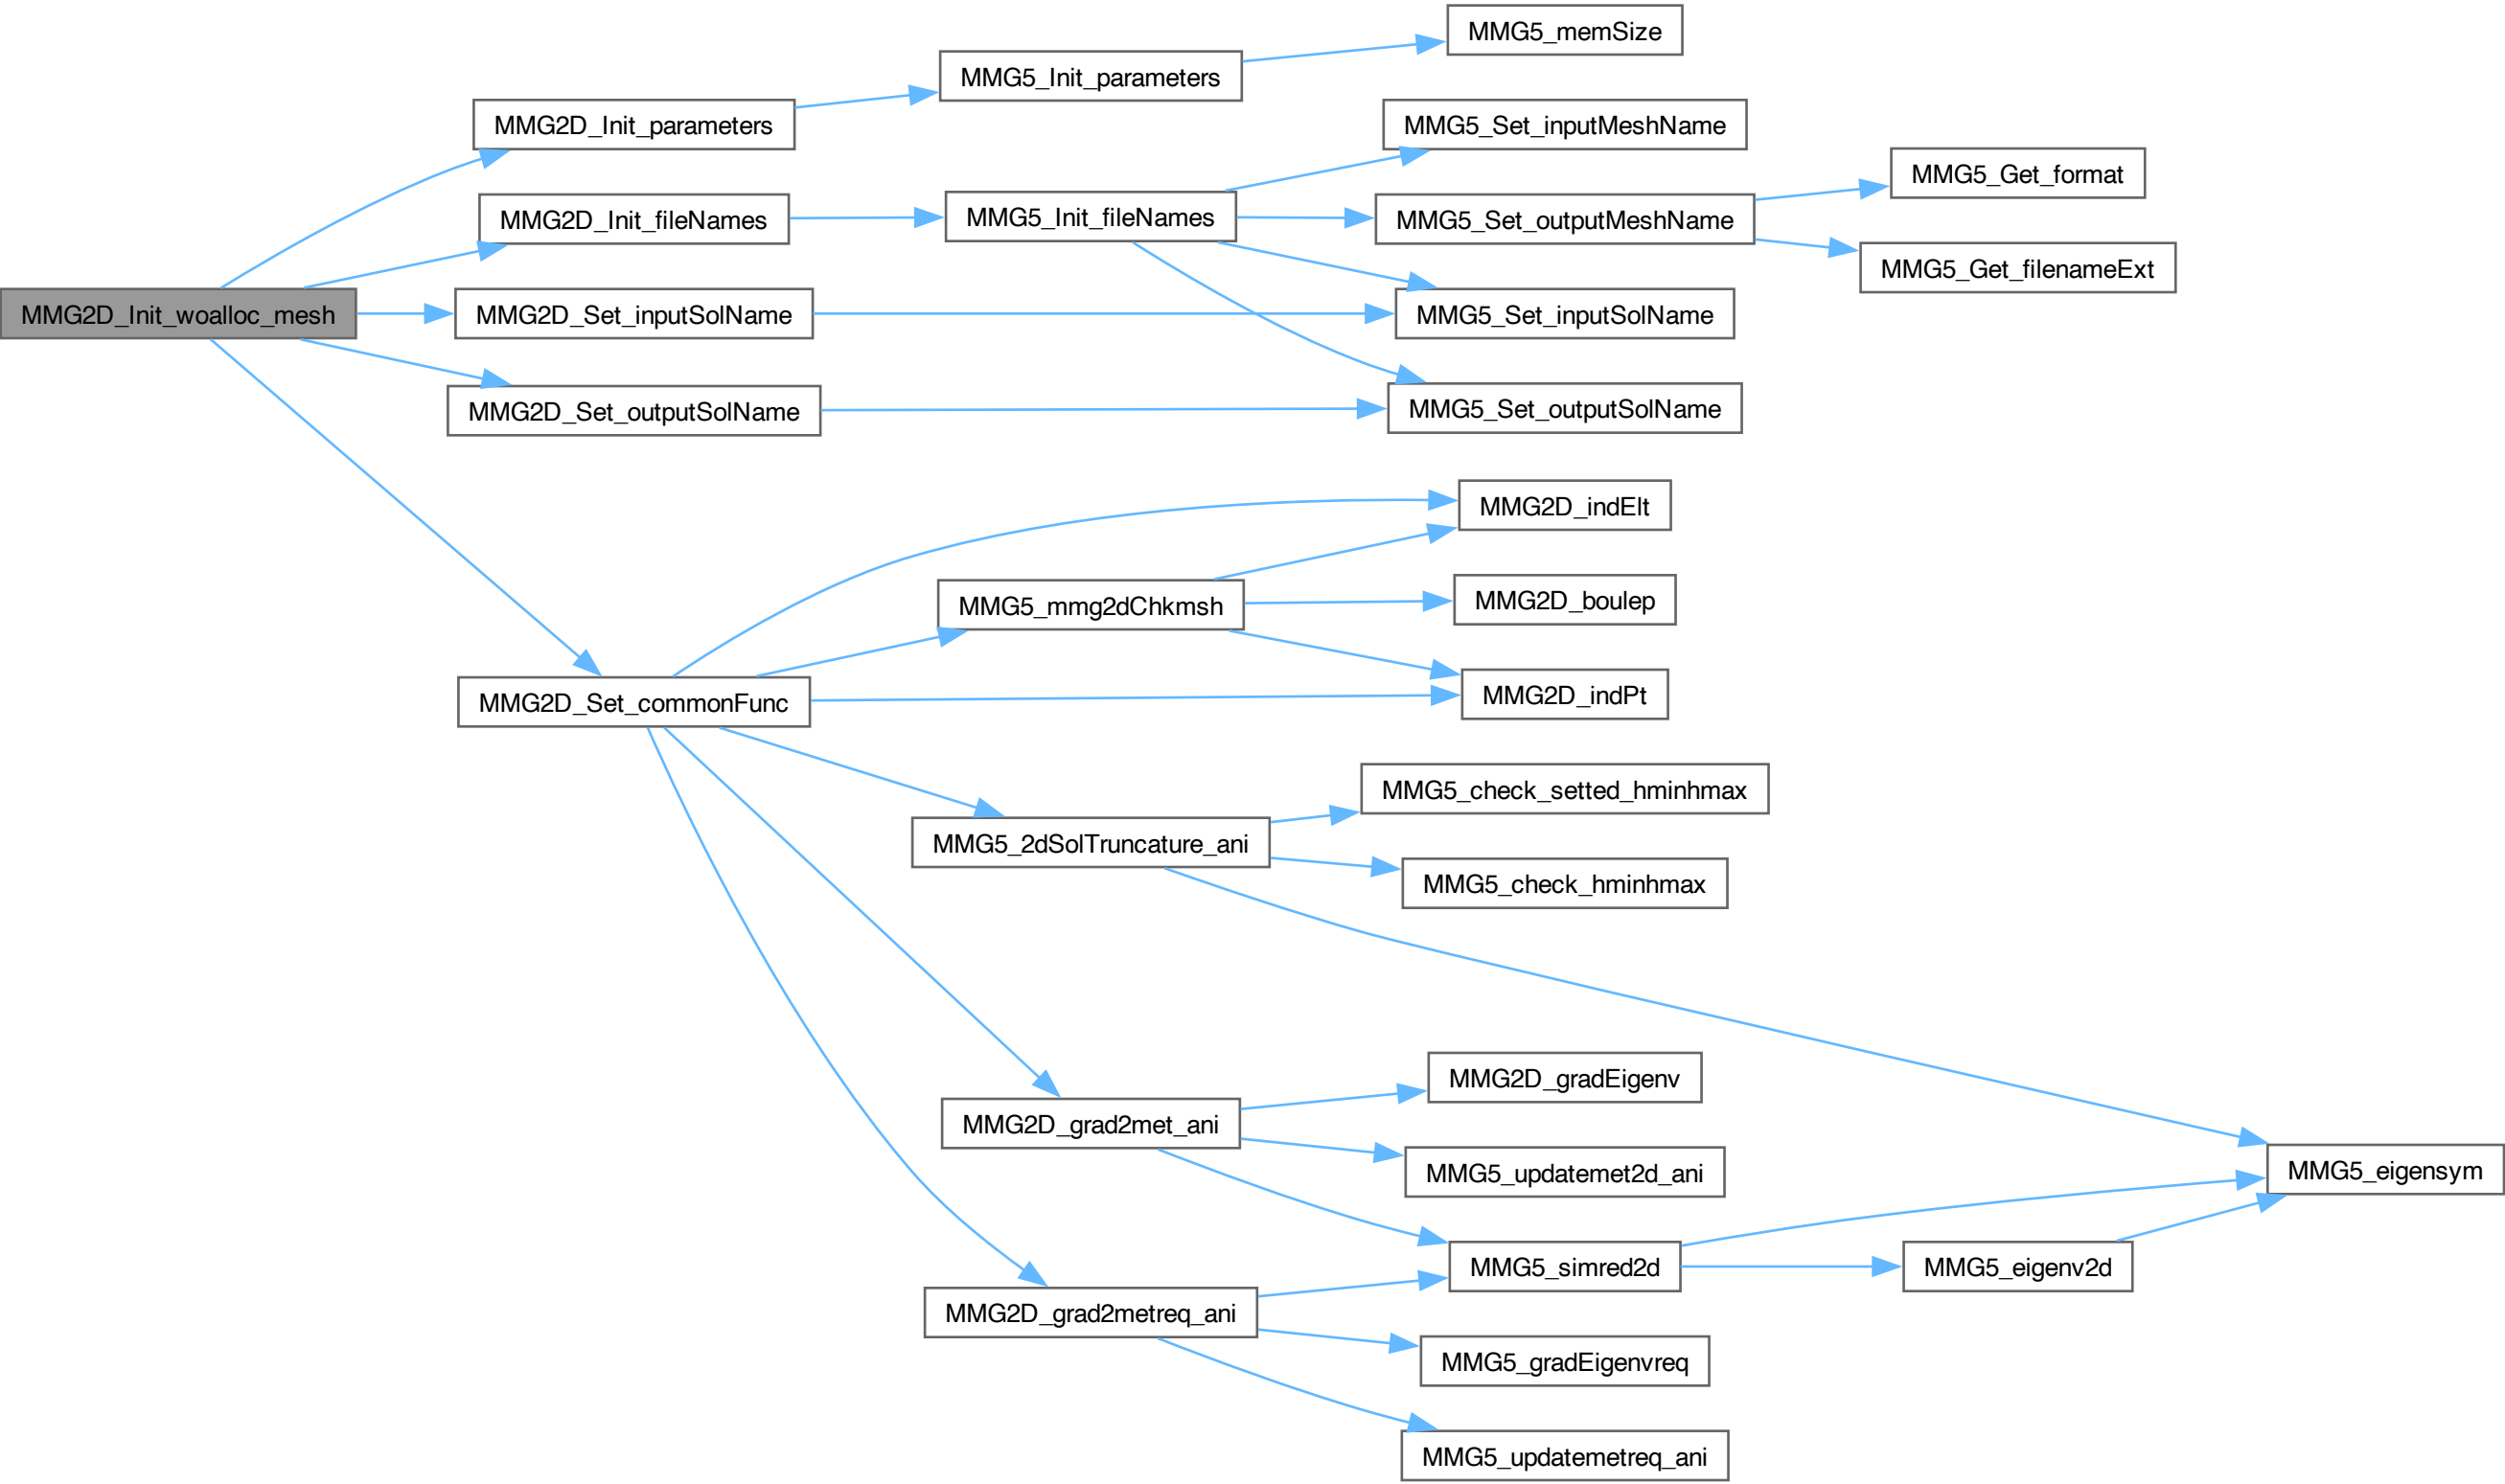 MMG5_memSize
MMG5_Init_parameters
MMG2D_Init_parameters
MMG5_Set_inputMeshName
MMG5_Get_format
MMG2D_Init_fileNames
MMG5_Init_fileNames
MMG5_Set_outputMeshName
MMG5_Get_filenameExt
MMG2D_Init_woalloc_mesh
MMG2D_Set_inputSolName
MMG5_Set_inputSolName
MMG2D_Set_outputSolName
MMG5_Set_outputSolName
MMG2D_indElt
MMG5_mmg2dChkmsh
MMG2D_boulep
MMG2D_Set_commonFunc
MMG2D_indPt
MMG5_check_setted_hminhmax
MMG5_2dSolTruncature_ani
MMG5_check_hminhmax
MMG2D_gradEigenv
MMG2D_grad2met_ani
MMG5_updatemet2d_ani
MMG5_eigensym
MMG5_simred2d
MMG5_eigenv2d
MMG2D_grad2metreq_ani
MMG5_gradEigenvreq
MMG5_updatemetreq_ani